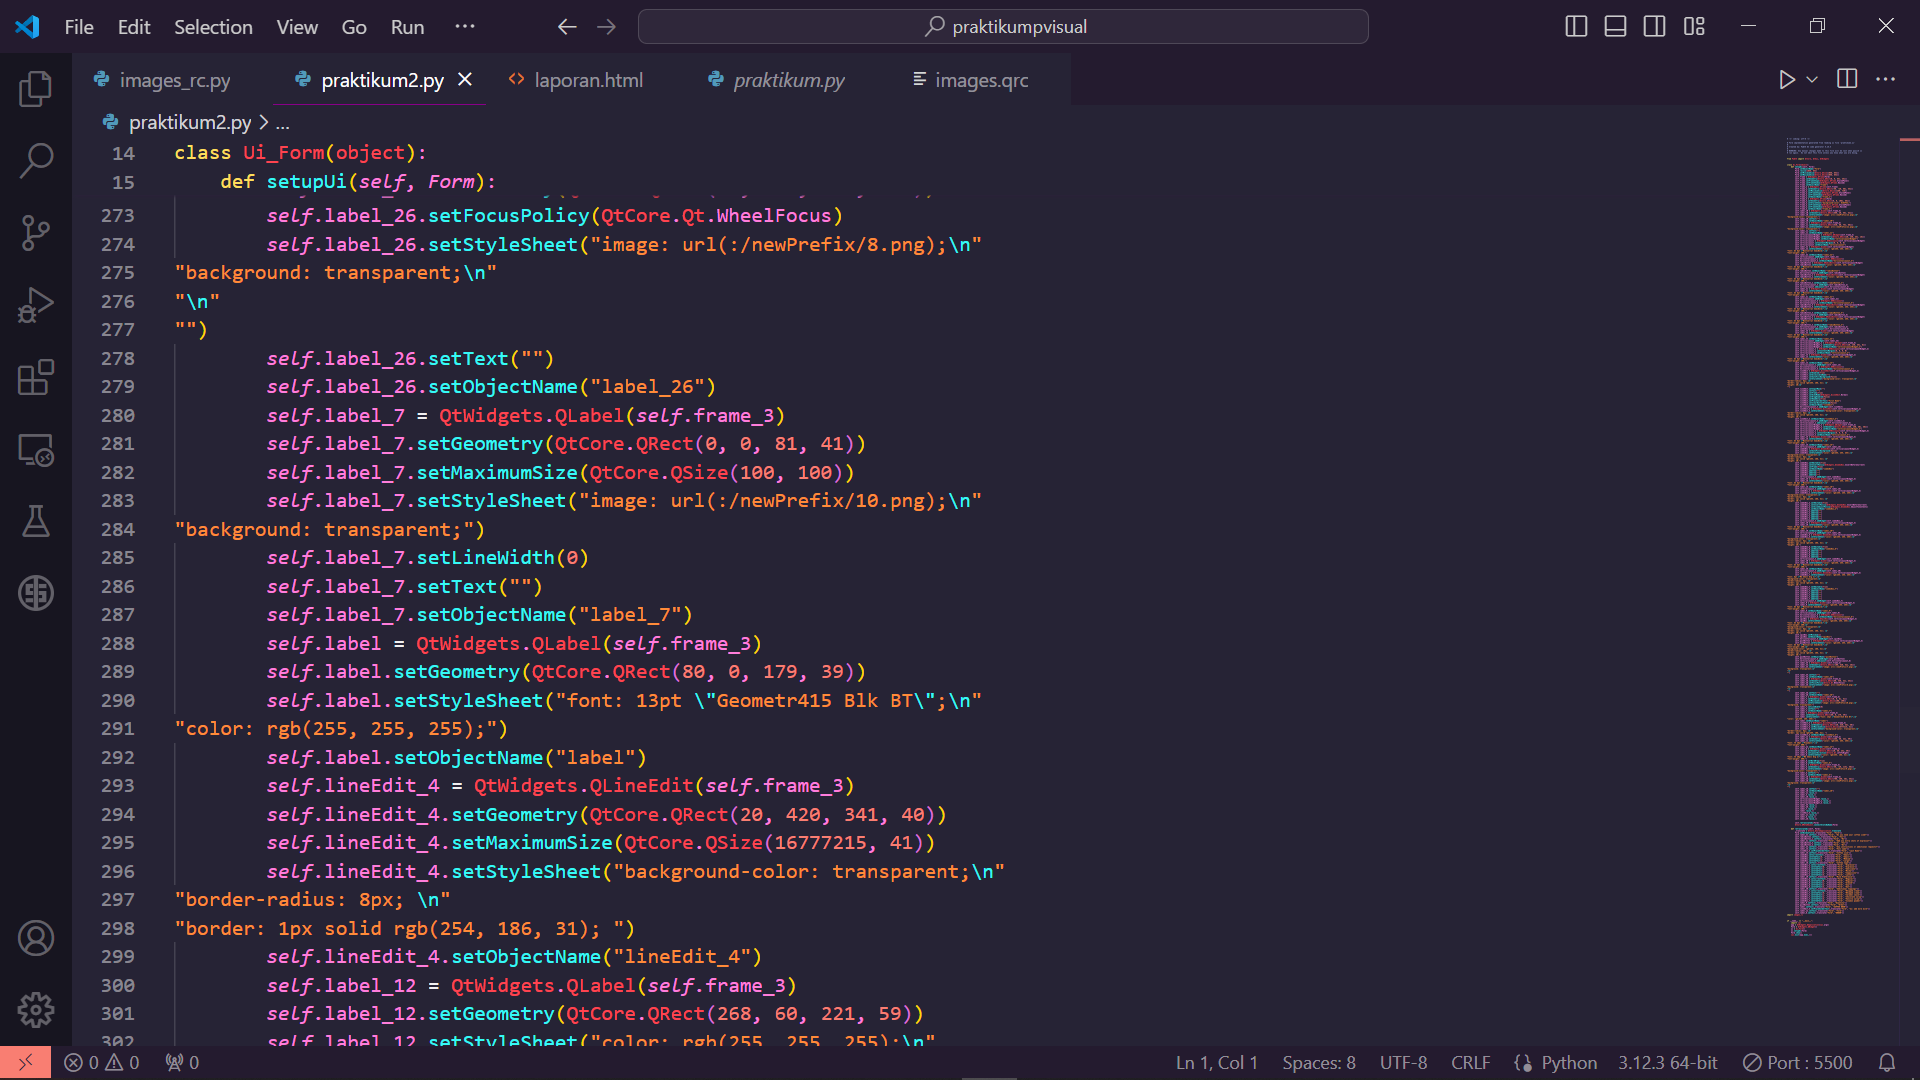 File Edit Selection View Go Run ··· praktikumpvisual
images_rc.py praktikum2.py laporan.html praktikum.py images.qrc
praktikum2.py > ...
14 class Ui_Form(object):
15 def setupUi(self, Form):
273 self.label_26.setFocusPolicy(QtCore.Qt.WheelFocus)
274 self.label_26.setStyleSheet("image: url(:/newPrefix/8.png);\n"
275 "background: transparent;\n"
276 "\n"
277 "")
278 self.label_26.setText("")
279 self.label_26.setObjectName("label_26")
280 self.label_7 = QtWidgets.QLabel(self.frame_3)
281 self.label_7.setGeometry(QtCore.QRect(0, 0, 81, 41))
282 self.label_7.setMaximumSize(QtCore.QSize(100, 100))
283 self.label_7.setStyleSheet("image: url(:/newPrefix/10.png);\n"
284 "background: transparent;")
285 self.label_7.setLineWidth(0)
286 self.label_7.setText("")
287 self.label_7.setObjectName("label_7")
288 self.label = QtWidgets.QLabel(self.frame_3)
289 self.label.setGeometry(QtCore.QRect(80, 0, 179, 39))
290 self.label.setStyleSheet("font: 13pt \"Geometr415 Blk BT\";\n"
291 "color: rgb(255, 255, 255);")
292 self.label.setObjectName("label")
293 self.lineEdit_4 = QtWidgets.QLineEdit(self.frame_3)
294 self.lineEdit_4.setGeometry(QtCore.QRect(20, 420, 341, 40))
295 self.lineEdit_4.setMaximumSize(QtCore.QSize(16777215, 41))
296 self.lineEdit_4.setStyleSheet("background-color: transparent;\n"
297 "border-radius: 8px; \n"
298 "border: 1px solid rgb(254, 186, 31); ")
299 self.lineEdit_4.setObjectName("lineEdit_4")
300 self.label_12 = QtWidgets.QLabel(self.frame_3)
301 self.label_12.setGeometry(QtCore.QRect(268, 60, 221, 59))
302 self.label_12.setStyleSheet("color: rgb(255, 255, 255);\n"
0 0 0 Ln 1, Col 1 Spaces: 8 UTF-8 CRLF Python 3.12.3 64-bit Port : 5500